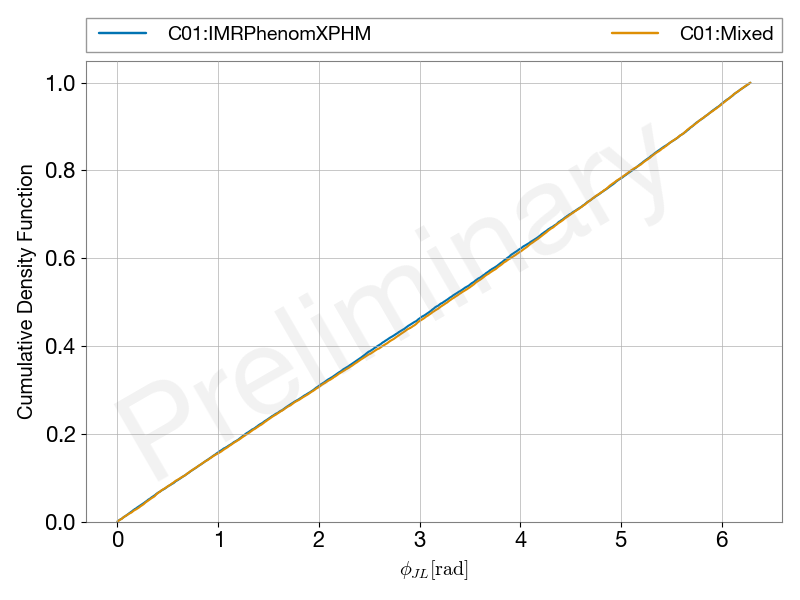 C01:IMRPhenomXPHM C01:Mixed
Cumulative Density Function
1.0
0.8
0.6
0.4
0.2
0.0
Preliminary
0 1 2 3 4 5 6
ϕJL[rad]